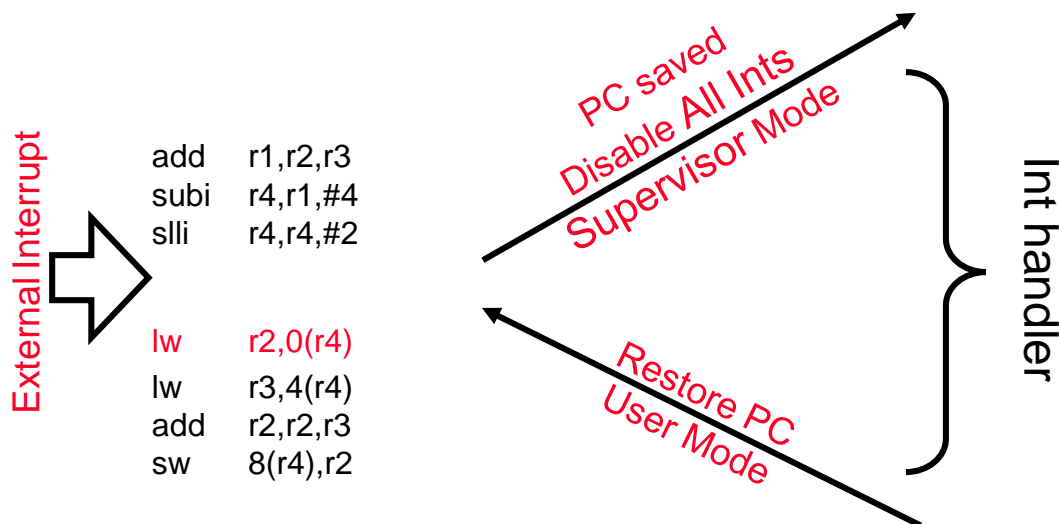 External Interrupt
add r1,r2,r3
subi r4,r1,#4
slli r4,r4,#2
lw r2,0(r4)
lw r3,4(r4)
add r2,r2,r3
sw 8(r4),r2
PC saved
Disable All Ints
Supervisor Mode
Restore PC
User Mode
Int handler